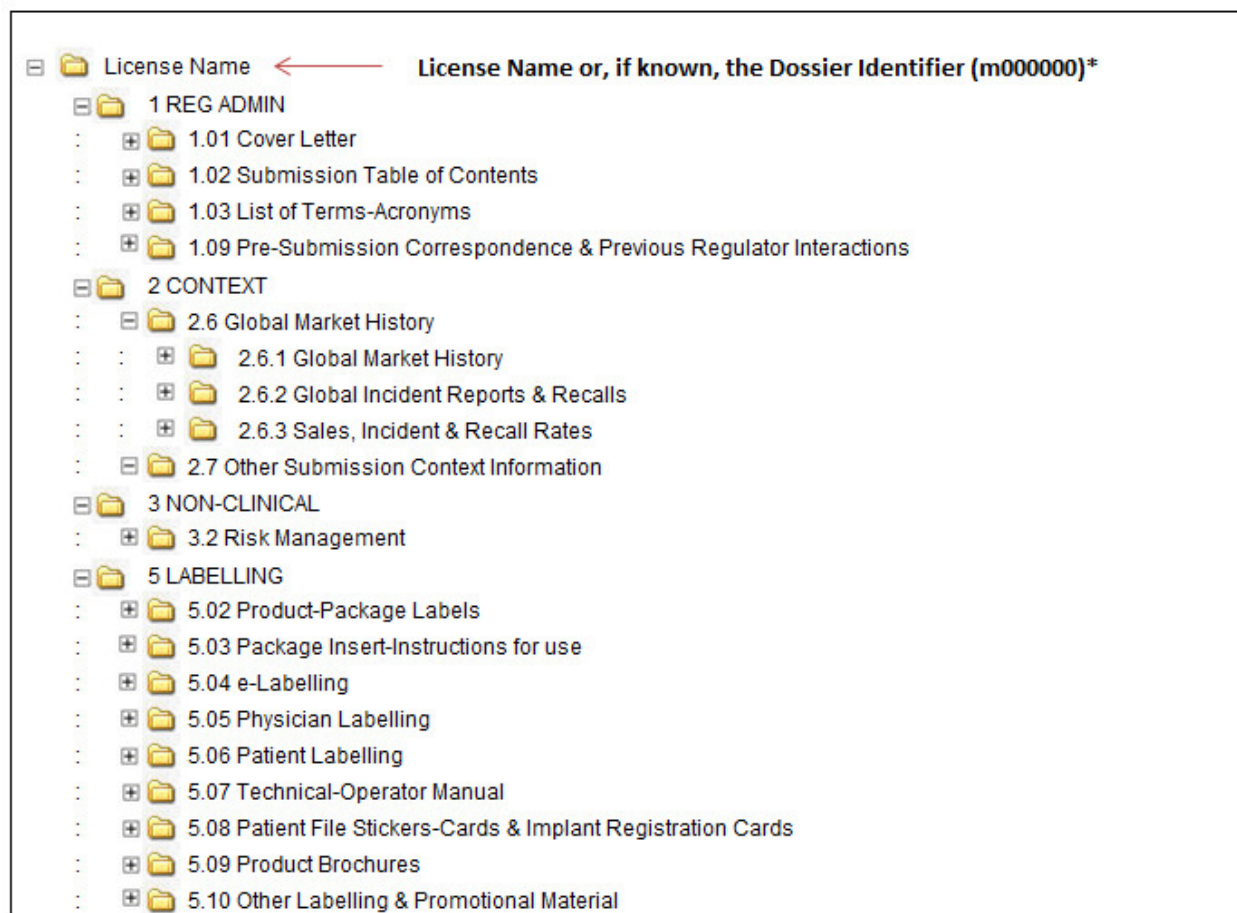 License Name License Name or, if known, the Dossier Identifier (m000000)*
1 REG ADMIN
: 1.01 Cover Letter
: 1.02 Submission Table of Contents
: 1.03 List of Terms-Acronyms
: 1.09 Pre-Submission Correspondence & Previous Regulator Interactions
2 CONTEXT
: 2.6 Global Market History
: : 2.6.1 Global Market History
: : 2.6.2 Global Incident Reports & Recalls
: : 2.6.3 Sales, Incident & Recall Rates
: 2.7 Other Submission Context Information
3 NON-CLINICAL
: 3.2 Risk Management
5 LABELLING
: 5.02 Product-Package Labels
: 5.03 Package Insert-Instructions for use
: 5.04 e-Labelling
: 5.05 Physician Labelling
: 5.06 Patient Labelling
: 5.07 Technical-Operator Manual
: 5.08 Patient File Stickers-Cards & Implant Registration Cards
: 5.09 Product Brochures
: 5.10 Other Labelling & Promotional Material